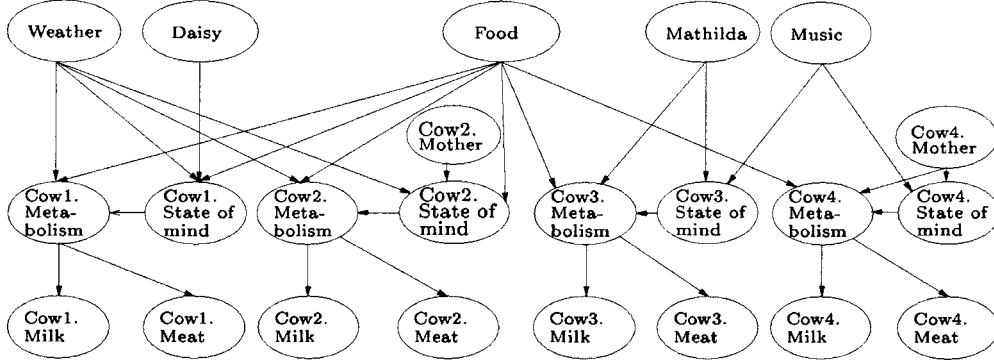 Weather
Daisy
Food
Mathilda
Music
Cow2.
Mother
Cow4.
Mother
Cow1.
Meta-
bolism
Cow1.
State of
mind
Cow2.
Meta-
bolism
Cow2.
State of
mind
Cow3.
Meta-
bolism
Cow3.
State of
mind
Cow4.
Meta-
bolism
Cow4.
State of
mind
Cow1.
Milk
Cow1.
Meat
Cow2.
Milk
Cow2.
Meat
Cow3.
Milk
Cow3.
Meat
Cow4.
Milk
Cow4.
Meat